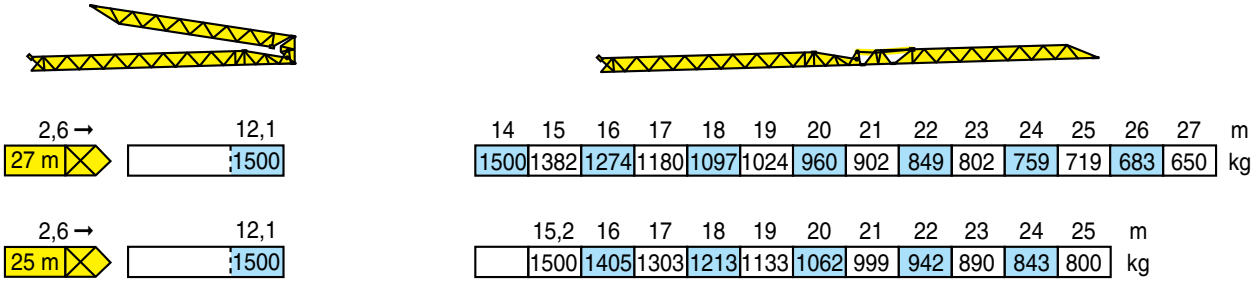 2,6 → 12,1 14 15 16 17 18 19 20 21 22 23 24 25 26 27 m
27 m 1500 1500 1382 1274 1180 1097 1024 960 902 849 802 759 719 683 650 kg
2,6 → 12,1 15,2 16 17 18 19 20 21 22 23 24 25 m
25 m 1500 1500 1405 1303 1213 1133 1062 999 942 890 843 800 kg